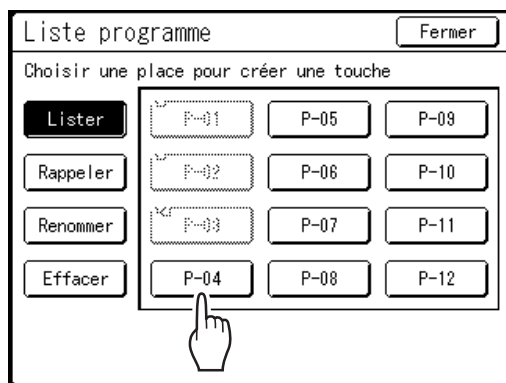 Liste programme Fermer
Choisir une place pour créer une touche
Lister P-01 P-05 P-09
Rappeler P-02 P-06 P-10
Renommer P-03 P-07 P-11
Effacer P-04 P-08 P-12